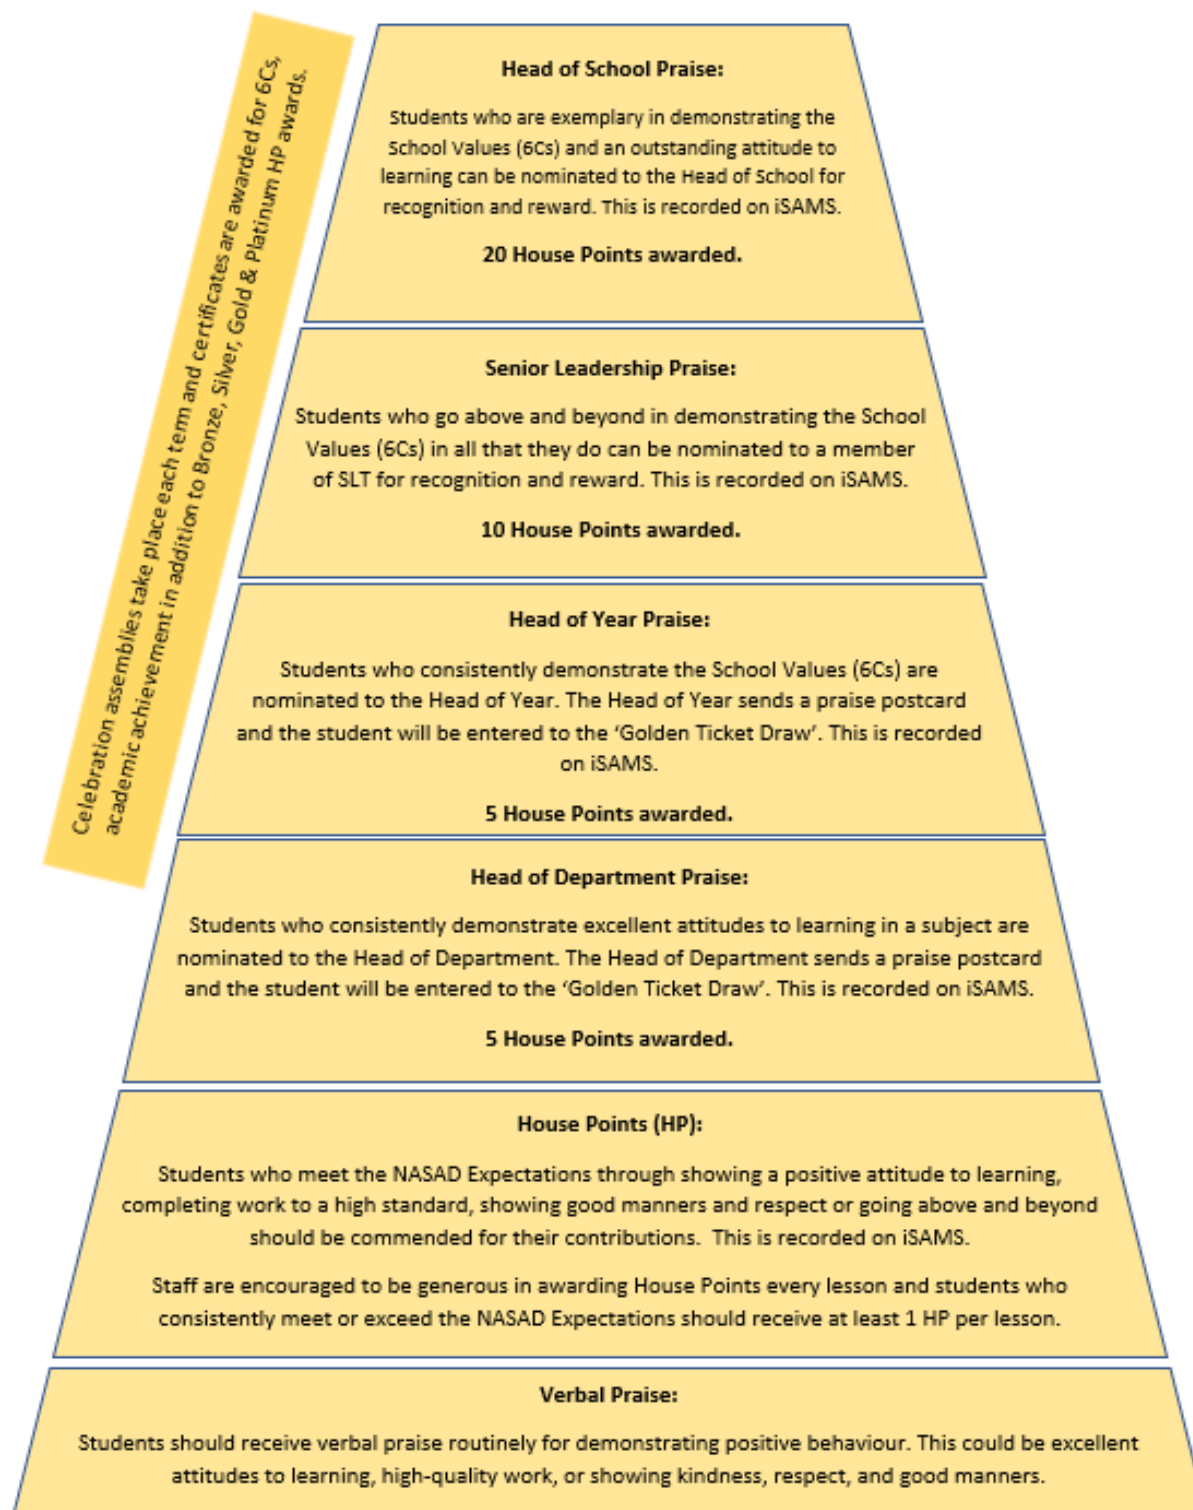 Celebration assemblies take place each term and certificates are awarded for 6Cs,
academic achievement in addition to Bronze, Silver, Gold & Platinum HP awards.
Head of School Praise:
Students who are exemplary in demonstrating the
School Values (6Cs) and an outstanding attitude to
learning can be nominated to the Head of School for
recognition and reward. This is recorded on iSAMS.
20 House Points awarded.
Senior Leadership Praise:
Students who go above and beyond in demonstrating the School
Values (6Cs) in all that they do can be nominated to a member
of SLT for recognition and reward. This is recorded on iSAMS.
10 House Points awarded.
Head of Year Praise:
Students who consistently demonstrate the School Values (6Cs) are
nominated to the Head of Year. The Head of Year sends a praise postcard
and the student will be entered to the ‘Golden Ticket Draw’. This is recorded
on iSAMS.
5 House Points awarded.
Head of Department Praise:
Students who consistently demonstrate excellent attitudes to learning in a subject are
nominated to the Head of Department. The Head of Department sends a praise postcard
and the student will be entered to the ‘Golden Ticket Draw’. This is recorded on iSAMS.
5 House Points awarded.
House Points (HP):
Students who meet the NASAD Expectations through showing a positive attitude to learning,
completing work to a high standard, showing good manners and respect or going above and beyond
should be commended for their contributions.  This is recorded on iSAMS.
Staff are encouraged to be generous in awarding House Points every lesson and students who
consistently meet or exceed the NASAD Expectations should receive at least 1 HP per lesson.
Verbal Praise:
Students should receive verbal praise routinely for demonstrating positive behaviour. This could be excellent
attitudes to learning, high-quality work, or showing kindness, respect, and good manners.